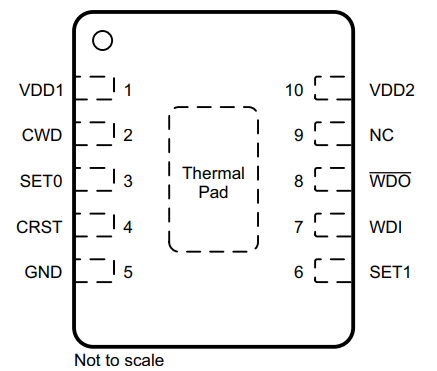 VDD1 1 10 VDD2
CWD 2 9 NC
SET0 3 Thermal Pad 8 W̅D̅O̅
CRST 4 7 WDI
GND 5 6 SET1
Not to scale